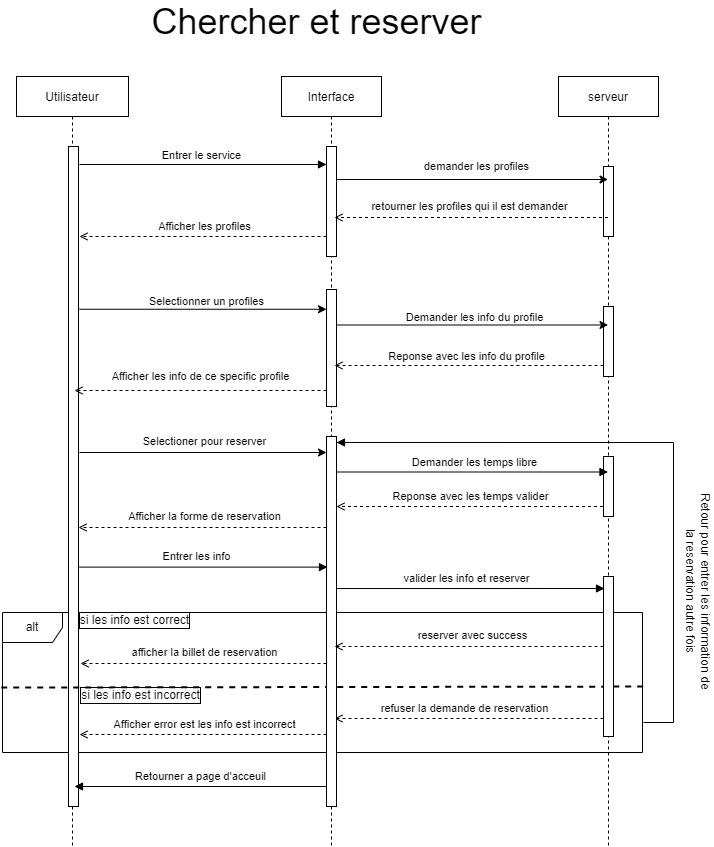 Chercher et reserver
Utilisateur
Interface
serveur
Entrer le service
demander les profiles
retourner les profiles qui il est demander
Afficher les profiles
Selectionner un profiles
Demander les info du profile
Reponse avec les info du profile
Afficher les info de ce specific profile
Selectioner pour reserver
Demander les temps libre
Reponse avec les temps valider
Afficher la forme de reservation
Entrer les info
valider les info et reserver
Retour pour entrer les information de
la reservation autre fois
alt
si les info est correct
reserver avec success
afficher la billet de reservation
si les info est incorrect
refuser la demande de reservation
Afficher error est les info est incorrect
Retourner a page d'acceuil